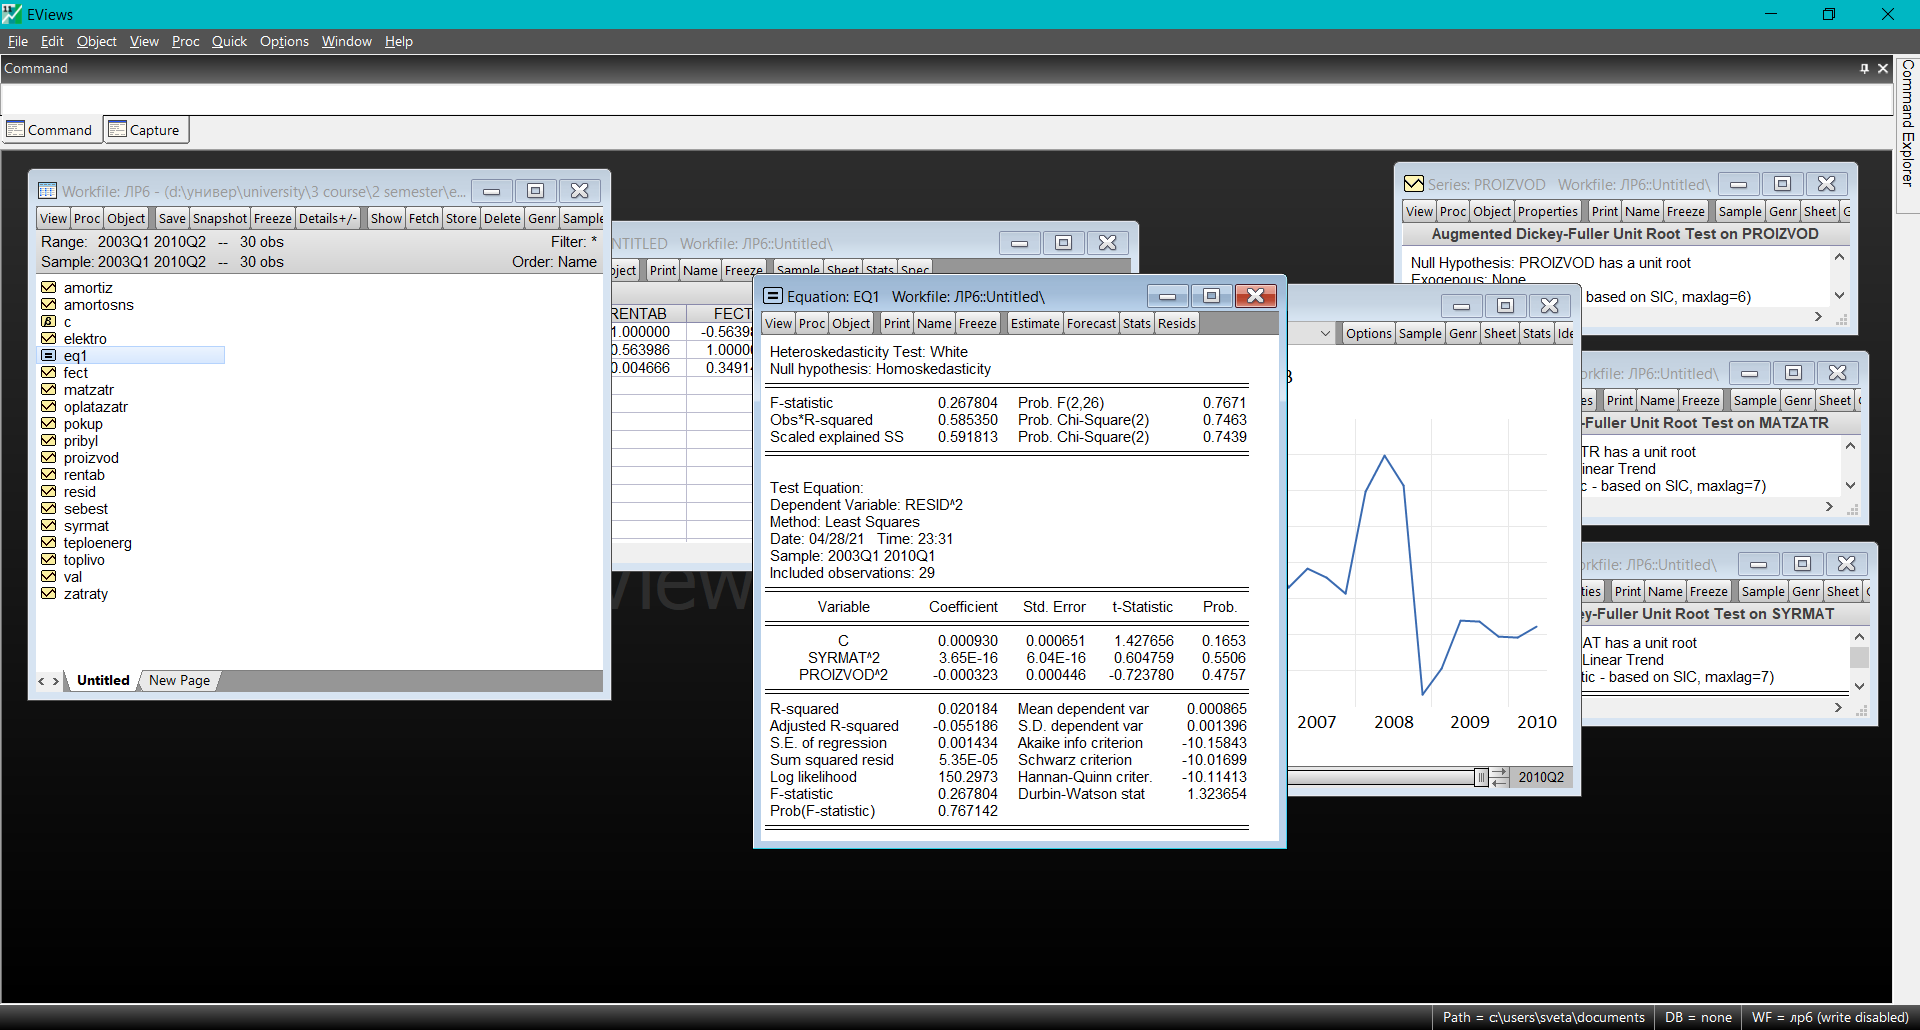 EViews
File Edit Object View Proc Quick Options Window Help
Command
Command Capture
Command Explorer
Workfile: ЛР6 - (d:\универ\university\3 course\2 semester\e...
View Proc Object Save Snapshot Freeze Details+/- Show Fetch Store Delete Genr Sample
Range: 2003Q1 2010Q2 -- 30 obs Filter: *
Sample: 2003Q1 2010Q2 -- 30 obs Order: Name
amortiz
amortosns
c
elektro
eq1
fect
matzatr
oplatazatr
pokup
pribyl
proizvod
rentab
resid
sebest
syrmat
teploenerg
toplivo
val
zatraty
Untitled New Page
NTITLED Workfile: ЛР6::Untitled\
bject Print Name Freeze Sample Sheet Stats Spec
RENTAB FECT
1.000000 -0.5639
0.563986 1.0000
0.004666 0.3491
Equation: EQ1 Workfile: ЛР6::Untitled\
View Proc Object Print Name Freeze Estimate Forecast Stats Resids
Heteroskedasticity Test: White
Null hypothesis: Homoskedasticity
F-statistic 0.267804 Prob. F(2,26) 0.7671
Obs*R-squared 0.585350 Prob. Chi-Square(2) 0.7463
Scaled explained SS 0.591813 Prob. Chi-Square(2) 0.7439
Test Equation:
Dependent Variable: RESID^2
Method: Least Squares
Date: 04/28/21 Time: 23:31
Sample: 2003Q1 2010Q1
Included observations: 29
Variable Coefficient Std. Error t-Statistic Prob.
C 0.000930 0.000651 1.427656 0.1653
SYRMAT^2 3.65E-16 6.04E-16 0.604759 0.5506
PROIZVOD^2 -0.000323 0.000446 -0.723780 0.4757
R-squared 0.020184 Mean dependent var 0.000865
Adjusted R-squared -0.055186 S.D. dependent var 0.001396
S.E. of regression 0.001434 Akaike info criterion -10.15843
Sum squared resid 5.35E-05 Schwarz criterion -10.01699
Log likelihood 150.2973 Hannan-Quinn criter. -10.11413
F-statistic 0.267804 Durbin-Watson stat 1.323654
Prob(F-statistic) 0.767142
Options Sample Genr Sheet Stats Ide
2007 2008 2009 2010
2010Q2
Series: PROIZVOD Workfile: ЛР6::Untitled\
View Proc Object Properties Print Name Freeze Sample Genr Sheet G
Augmented Dickey-Fuller Unit Root Test on PROIZVOD
Null Hypothesis: PROIZVOD has a unit root
Exogenous: None
based on SIC, maxlag=6)
orkfile: ЛР6::Untitled\
es Print Name Freeze Sample Genr Sheet
-Fuller Unit Root Test on MATZATR
TR has a unit root
inear Trend
c - based on SIC, maxlag=7)
rkfile: ЛР6::Untitled\
ties Print Name Freeze Sample Genr Sheet
y-Fuller Unit Root Test on SYRMAT
AT has a unit root
Linear Trend
tic - based on SIC, maxlag=7)
Path = c:\users\sveta\documents DB = none WF = лр6 (write disabled)